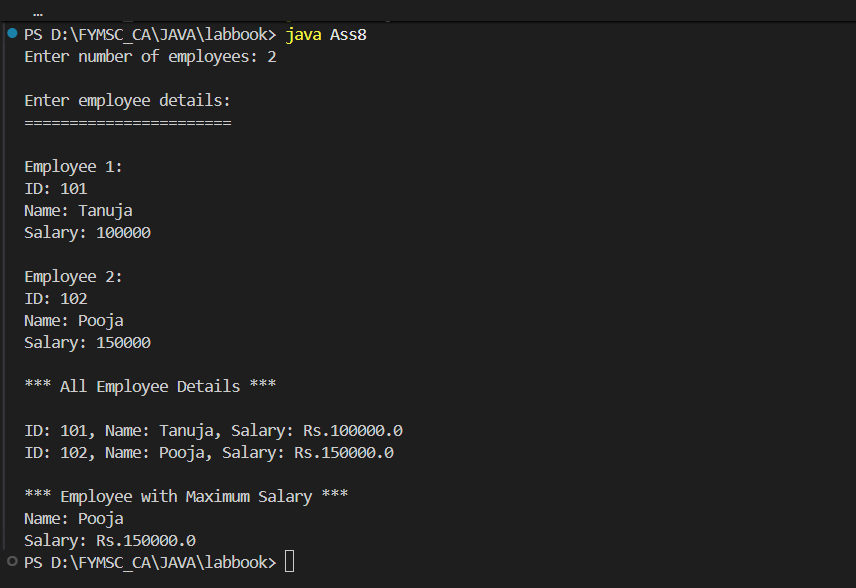 ...
PS D:\FYMSC_CA\JAVA\labbook> java Ass8
Enter number of employees: 2
Enter employee details:
=======================
Employee 1:
ID: 101
Name: Tanuja
Salary: 100000
Employee 2:
ID: 102
Name: Pooja
Salary: 150000
*** All Employee Details ***
ID: 101, Name: Tanuja, Salary: Rs.100000.0
ID: 102, Name: Pooja, Salary: Rs.150000.0
*** Employee with Maximum Salary ***
Name: Pooja
Salary: Rs.150000.0
PS D:\FYMSC_CA\JAVA\labbook>